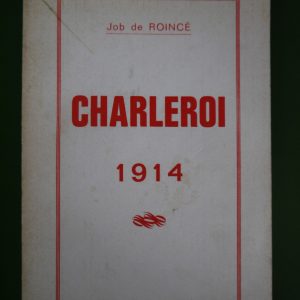 Job de ROINCÉ
CHARLEROI
1914